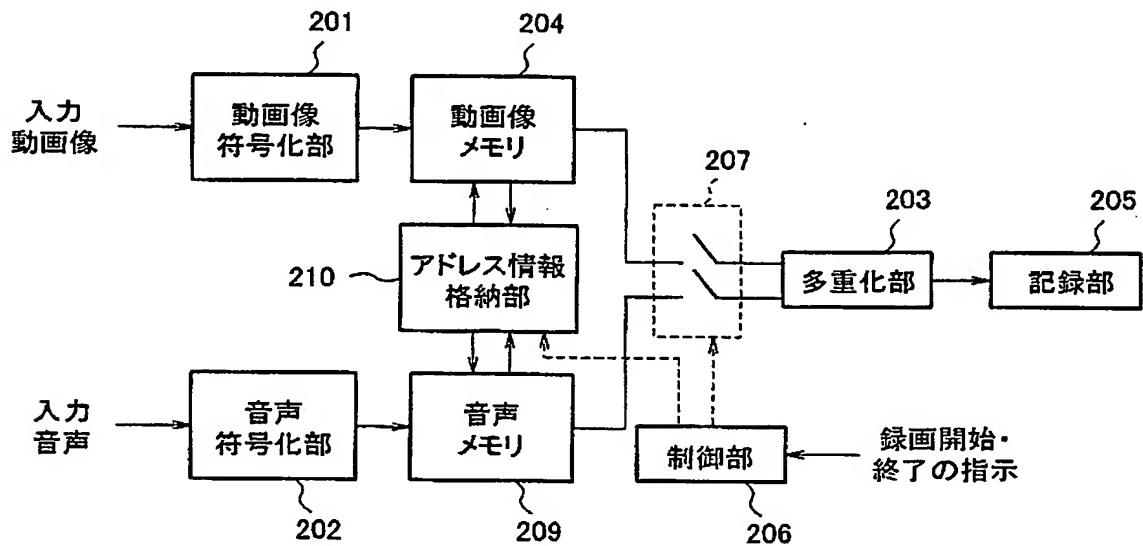 201
204
入力
動画像
動画像
符号化部
動画像
メモリ
207
203
205
210
アドレス情報
格納部
多重化部
記録部
入力
音声
音声
符号化部
音声
メモリ
制御部
録画開始・
終了の指示
202
209
206